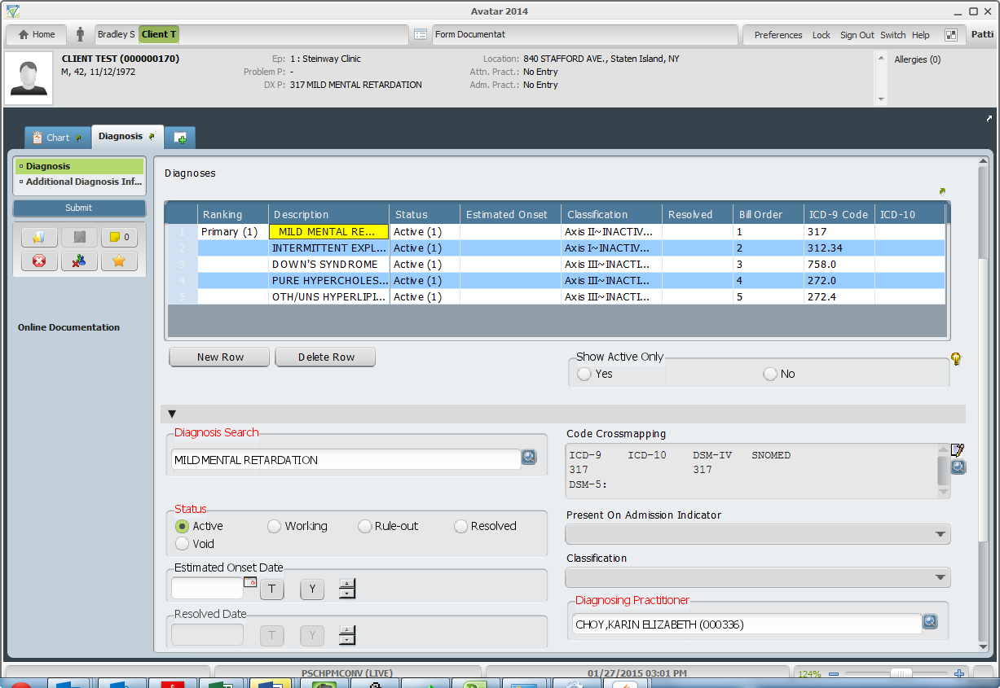 Avatar 2014
Home Bradley S Client T Form Documentat Preferences Lock Sign Out Switch Help Patti
CLIENT TEST (000000170)
M, 42, 11/12/1972
Ep: 1 : Steinway Clinic
Problem P: -
DX P: 317 MILD MENTAL RETARDATION
Location: 840 STAFFORD AVE., Staten Island, NY
Attn. Pract.: No Entry
Adm. Pract.: No Entry
Allergies (0)
Chart Diagnosis
Diagnosis
Additional Diagnosis Inf...
Submit
0
Online Documentation
Diagnoses
Ranking Description Status Estimated Onset Classification Resolved Bill Order ICD-9 Code ICD-10
1 Primary (1) MILD MENTAL RE... Active (1) Axis II~INACTIV... 1 317
2 INTERMITTENT EXPL... Active (1) Axis I~INACTIV... 2 312.34
3 DOWN'S SYNDROME Active (1) Axis III~INACTI... 3 758.0
4 PURE HYPERCHOLES... Active (1) Axis III~INACTI... 4 272.0
5 OTH/UNS HYPERLIPI... Active (1) Axis III~INACTI... 5 272.4
New Row Delete Row
Show Active Only
Yes No
Diagnosis Search
MILD MENTAL RETARDATION
Status
Active Working Rule-out Resolved
Void
Estimated Onset Date
T Y
Resolved Date
T Y
Code Crossmapping
ICD-9 ICD-10 DSM-IV SNOMED
317 317
DSM-5:
Present On Admission Indicator
Classification
Diagnosing Practitioner
CHOY,KARIN ELIZABETH (000336)
PSCHPMCONV (LIVE) 01/27/2015 03:01 PM 124%